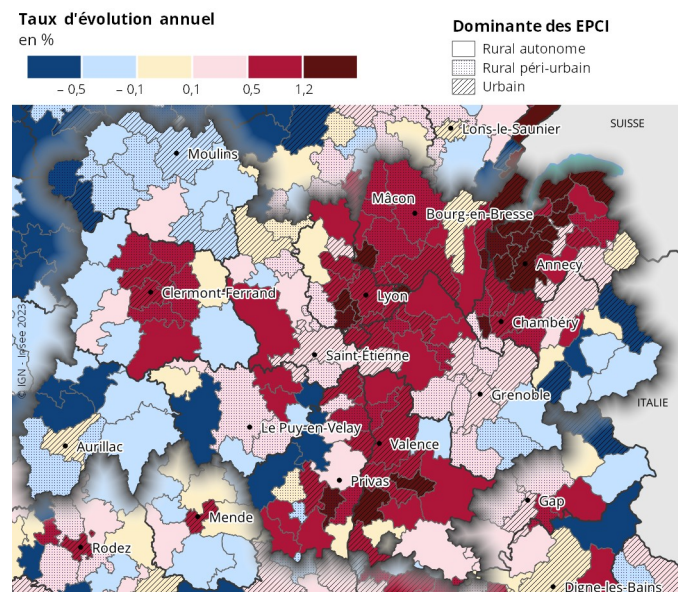 Taux d'évolution annuel
en %
– 0,5
– 0,1
0,1
0,5
1,2
Dominante des EPCI
Rural autonome
Rural péri-urbain
Urbain
SUISSE
Lons-le-Saunier
Moulins
Mâcon
Bourg-en-Bresse
Annecy
Clermont-Ferrand
Lyon
Chambéry
© IGN - Insee 2023
Saint-Étienne
Grenoble
ITALIE
Le Puy-en-Velay
Aurillac
Valence
Privas
Gap
Mende
Rodez
Digne-les-Bains